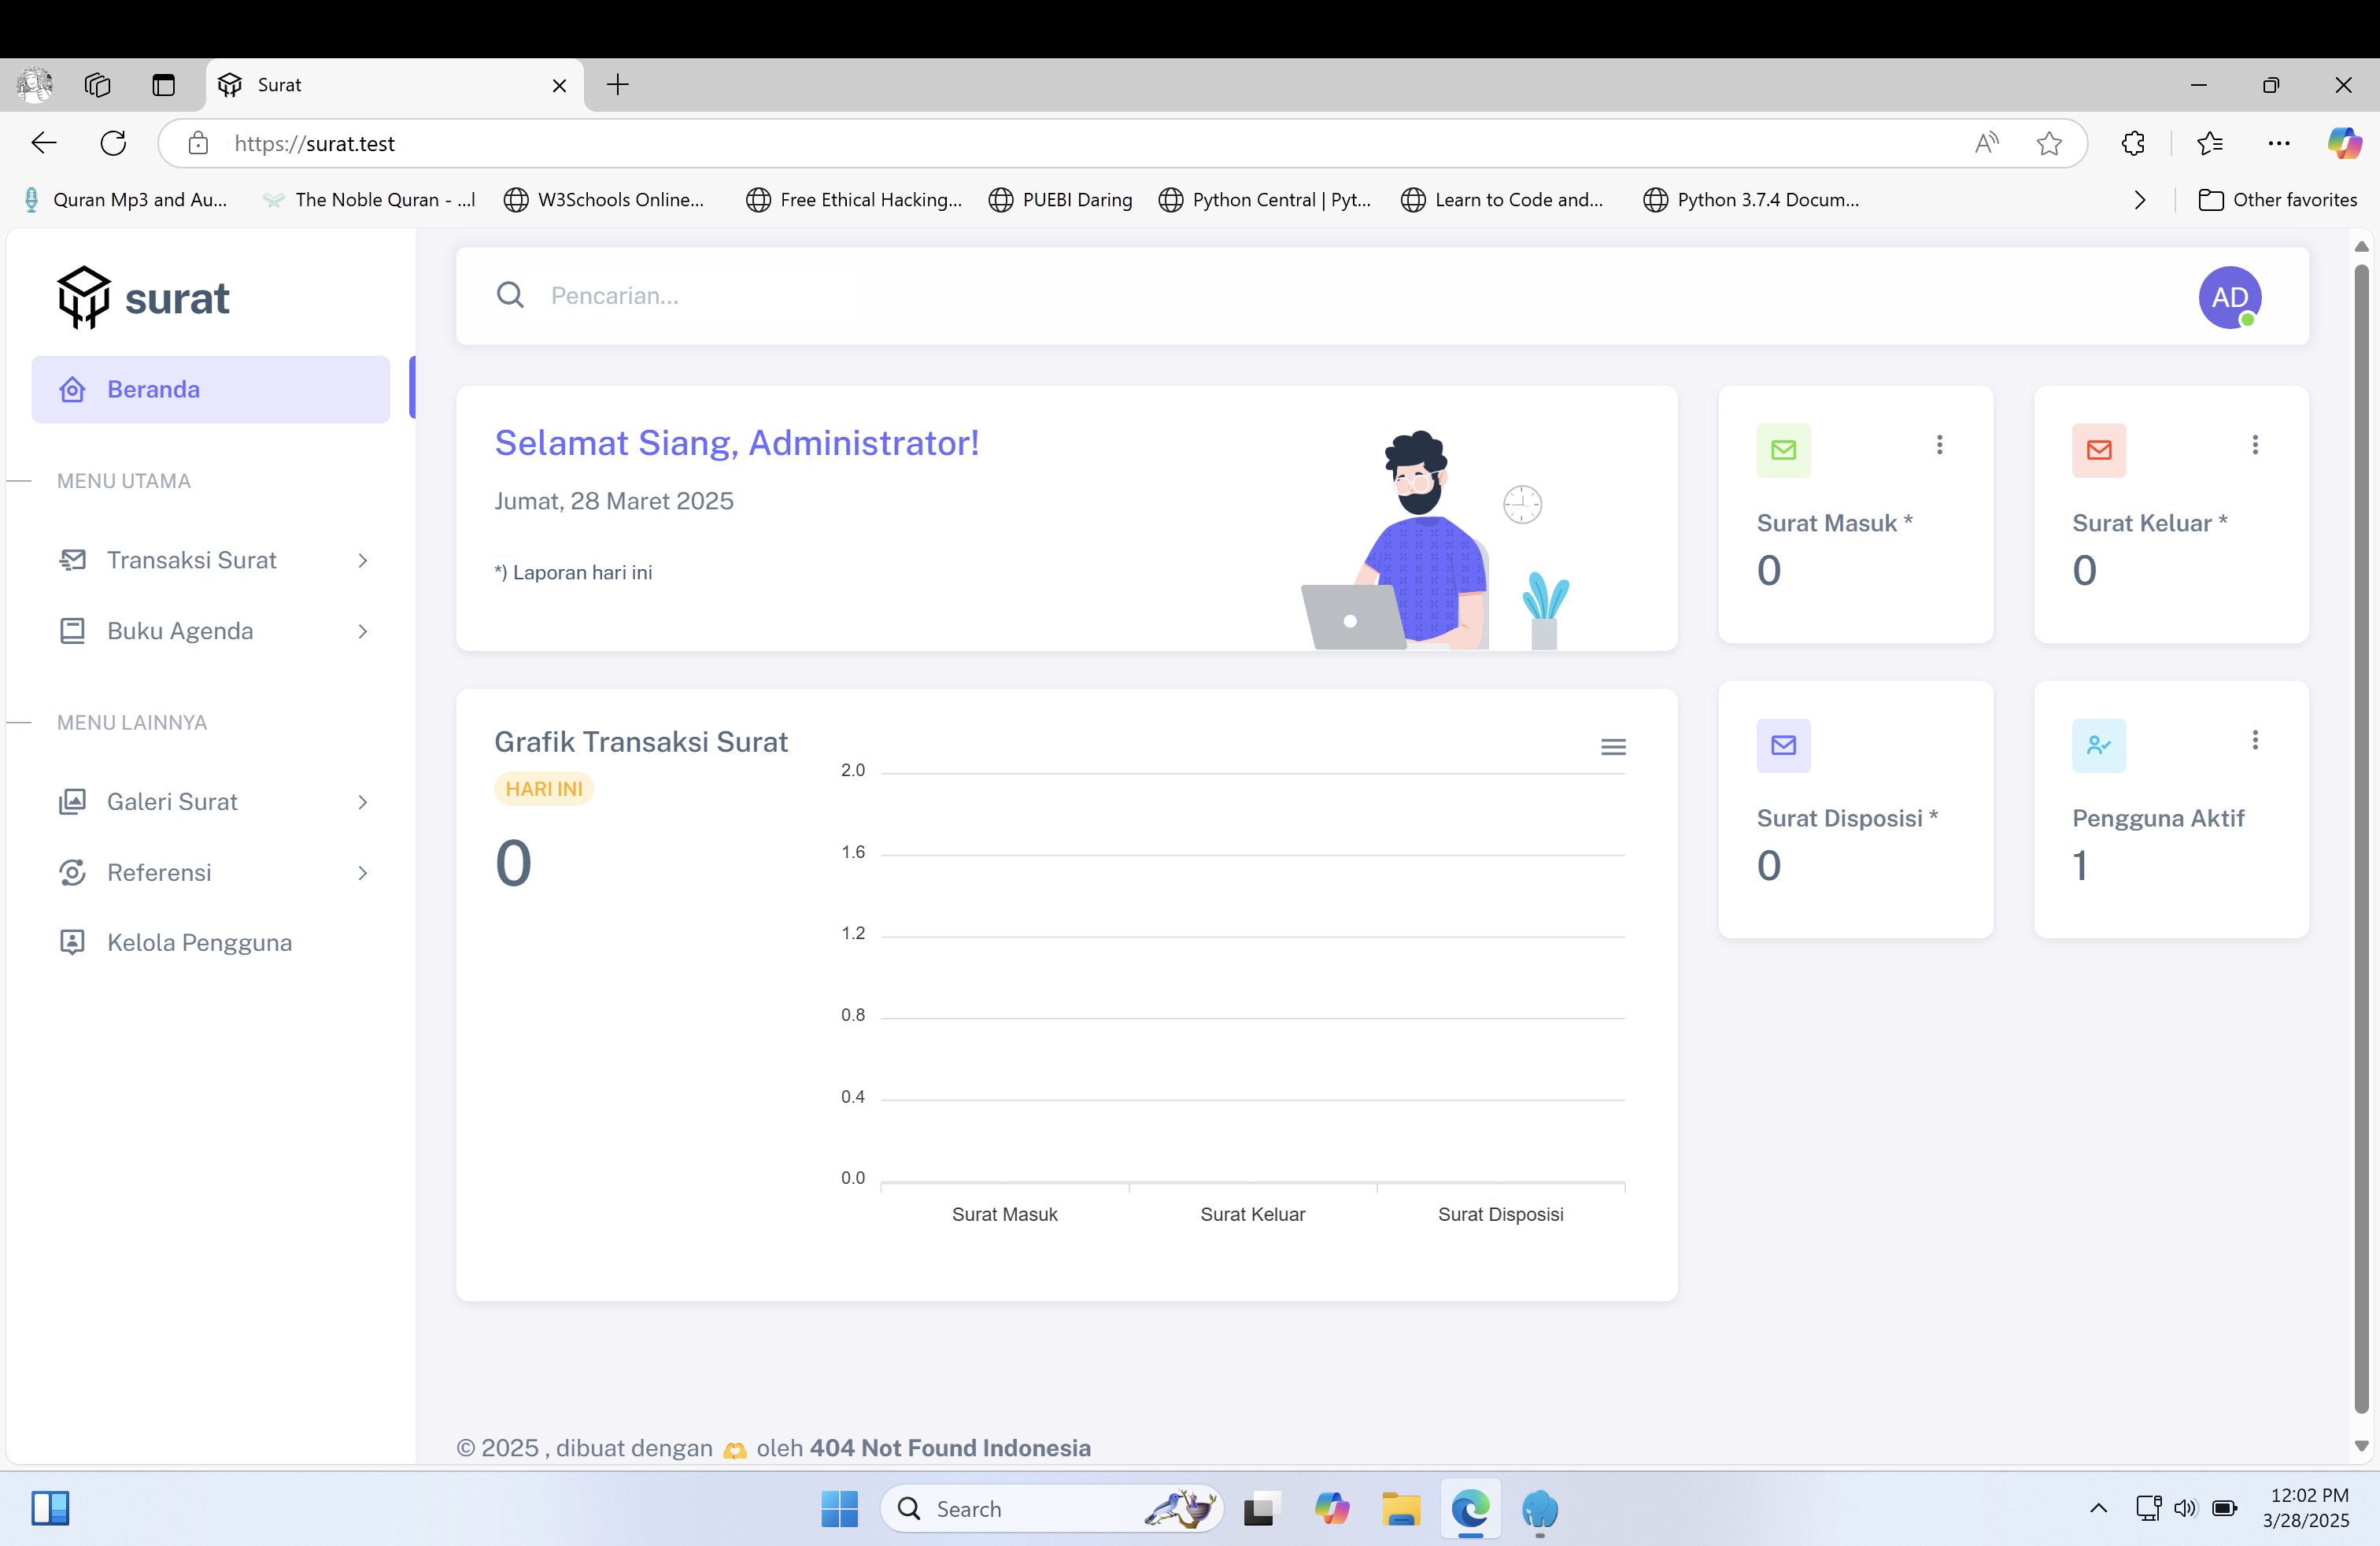 Surat
https://surat.test
Quran Mp3 and Au...
The Noble Quran - ...l
W3Schools Online...
Free Ethical Hacking...
PUEBI Daring
Python Central | Pyt...
Learn to Code and...
Python 3.7.4 Docum...
Other favorites
surat
Pencarian...
AD
Beranda
MENU UTAMA
Transaksi Surat
Buku Agenda
MENU LAINNYA
Galeri Surat
Referensi
Kelola Pengguna
Selamat Siang, Administrator!
Jumat, 28 Maret 2025
*) Laporan hari ini
Surat Masuk *
0
Surat Keluar *
0
Grafik Transaksi Surat
HARI INI
0
2.0
1.6
1.2
0.8
0.4
0.0
Surat Masuk
Surat Keluar
Surat Disposisi
Surat Disposisi *
0
Pengguna Aktif
1
© 2025 , dibuat dengan 🫶 oleh 404 Not Found Indonesia
Search
12:02 PM
3/28/2025